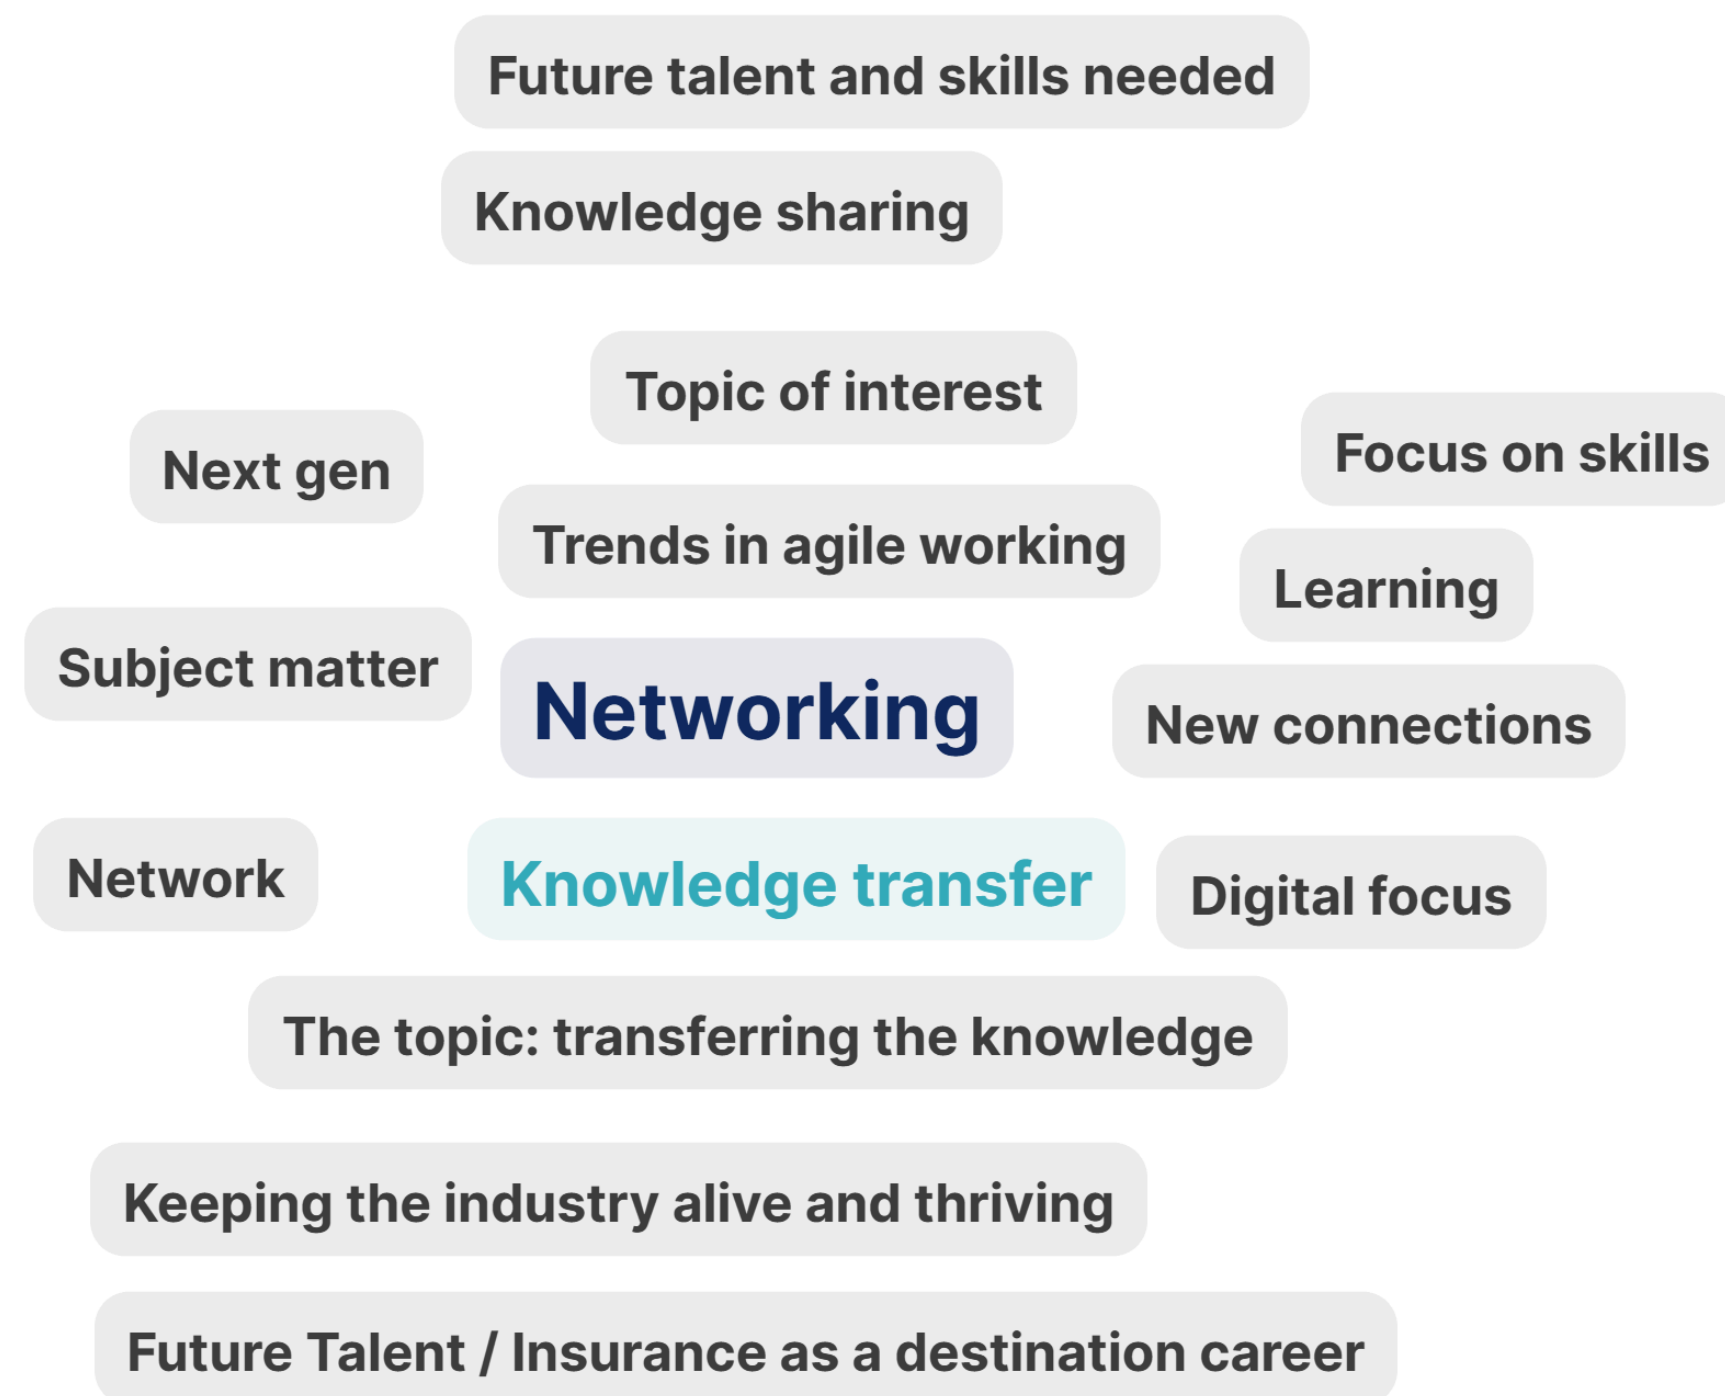 Future talent and skills needed
Knowledge sharing
Topic of interest
Focus on skills
Next gen
Trends in agile working
Learning
Subject matter
Networking
New connections
Network
Knowledge transfer
Digital focus
The topic: transferring the knowledge
Keeping the industry alive and thriving
Future Talent / Insurance as a destination career